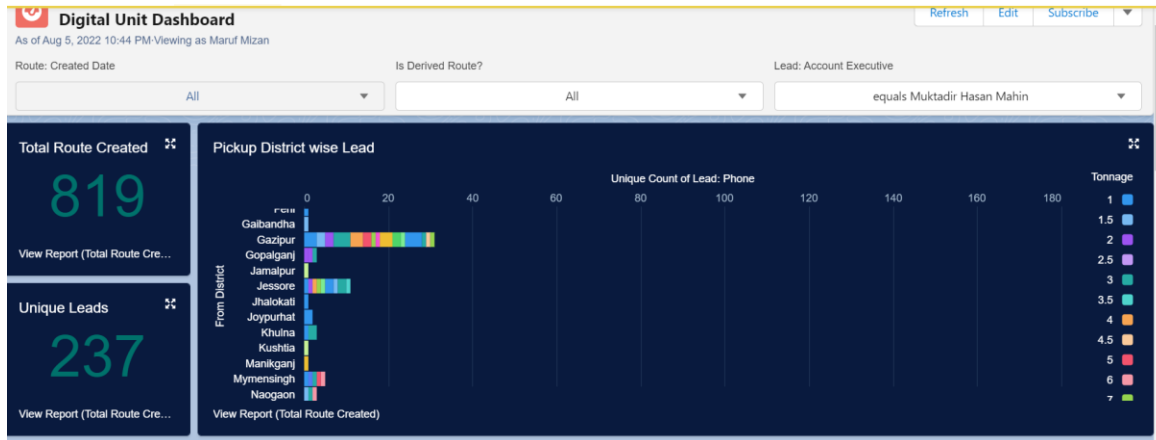 Digital Unit Dashboard
Refresh Edit Subscribe
As of Aug 5, 2022 10:44 PM·Viewing as Maruf Mizan
Route: Created Date
All
Is Derived Route?
All
Lead: Account Executive
equals Muktadir Hasan Mahin
Total Route Created
819
View Report (Total Route Cre...
Unique Leads
237
View Report (Total Route Cre...
Pickup District wise Lead
Unique Count of Lead: Phone
0 20 40 60 80 100 120 140 160 180
From District
Feni
Gaibandha
Gazipur
Gopalganj
Jamalpur
Jessore
Jhalokati
Joypurhat
Khulna
Kushtia
Manikganj
Mymensingh
Naogaon
View Report (Total Route Created)
Tonnage
1
1.5
2
2.5
3
3.5
4
4.5
5
6
7